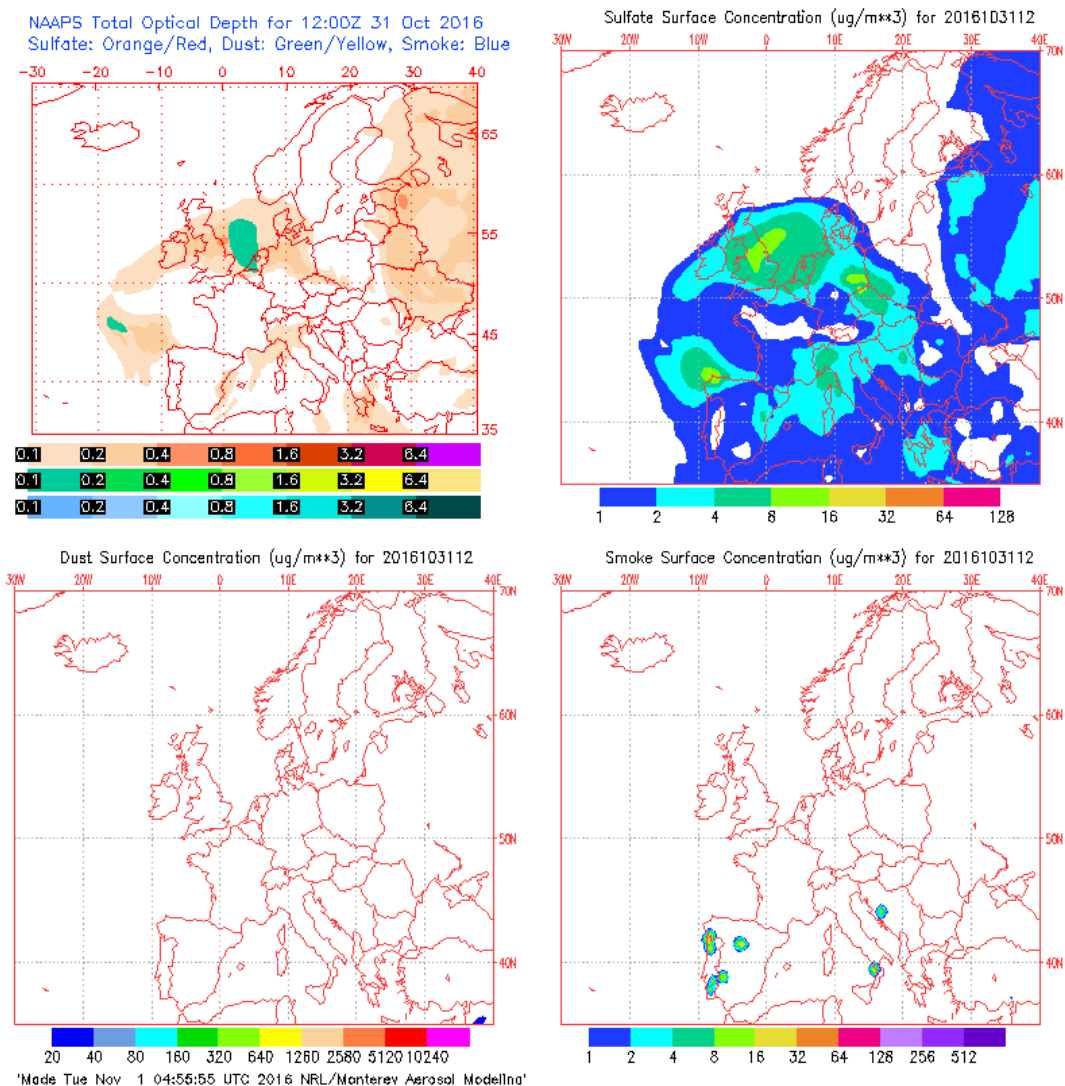 NAAPS Total Optical Depth for 12:00Z 31 Oct 2016
Sulfate: Orange/Red, Dust: Green/Yellow, Smoke: Blue
-30 -20 -10 0 10 20 30 40
65
55
45
35
0.1 0.2 0.4 0.8 1.6 3.2 6.4
0.1 0.2 0.4 0.8 1.6 3.2 6.4
0.1 0.2 0.4 0.8 1.6 3.2 6.4
Sulfate Surface Concentration (ug/m**3) for 2016103112
30W 20W 10W 0 10E 20E 30E 40E
70N
60N
50N
40N
1 2 4 8 16 32 64 128
Dust Surface Concentration (ug/m**3) for 2016103112
30W 20W 10W 0 10E 20E 30E 40E
70N
60N
50N
40N
20 40 80 160 320 640 1280 2580 5120 10240
'Made Tue Nov 1 04:55:55 UTC 2016 NRL/Monterey Aerosol Modeling'
Smoke Surface Concentration (ug/m**3) for 2016103112
30W 20W 10W 0 10E 20E 30E 40E
70N
60N
50N
40N
1 2 4 8 16 32 64 128 256 512